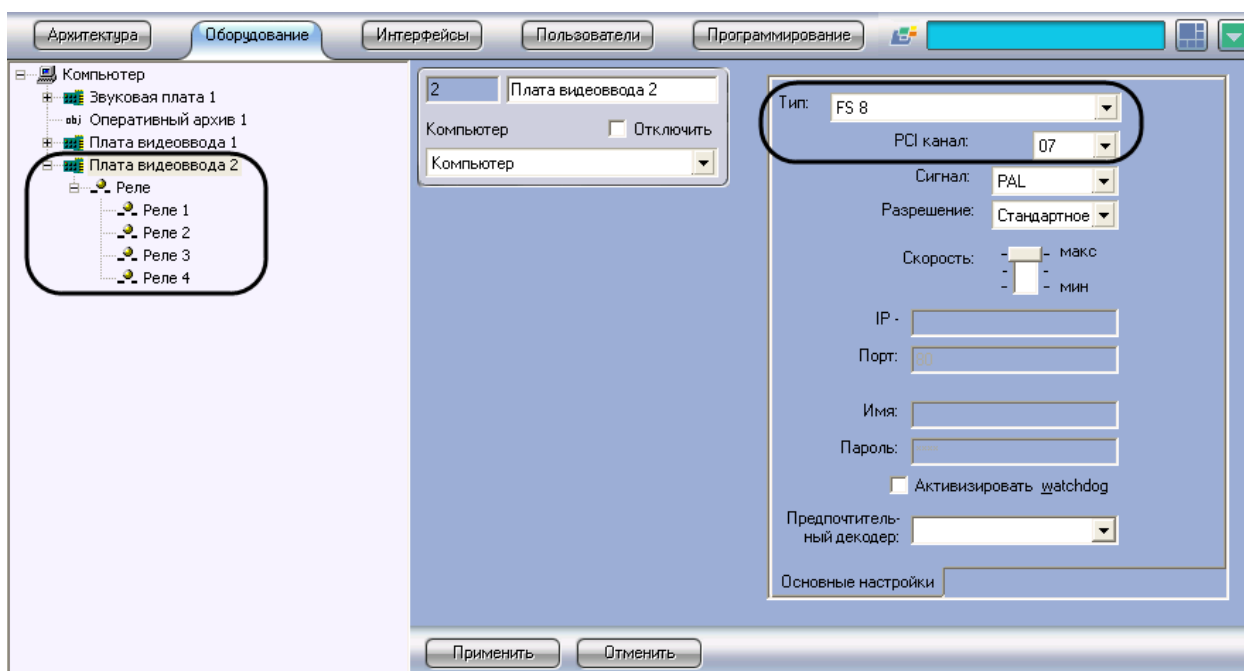 Архитектура Оборудование Интерфейсы Пользователи Программирование
Компьютер
Звуковая плата 1
obj Оперативный архив 1
Плата видеоввода 1
Плата видеоввода 2
Реле
Реле 1
Реле 2
Реле 3
Реле 4
2 Плата видеоввода 2
Компьютер Отключить
Компьютер
Тип: FS 8
PCI канал: 07
Сигнал: PAL
Разрешение: Стандартное
Скорость: макс
мин
IP -
Порт:
Имя:
Пароль:
Активизировать watchdog
Предпочтитель-
ный декодер:
Основные настройки
Применить Отменить